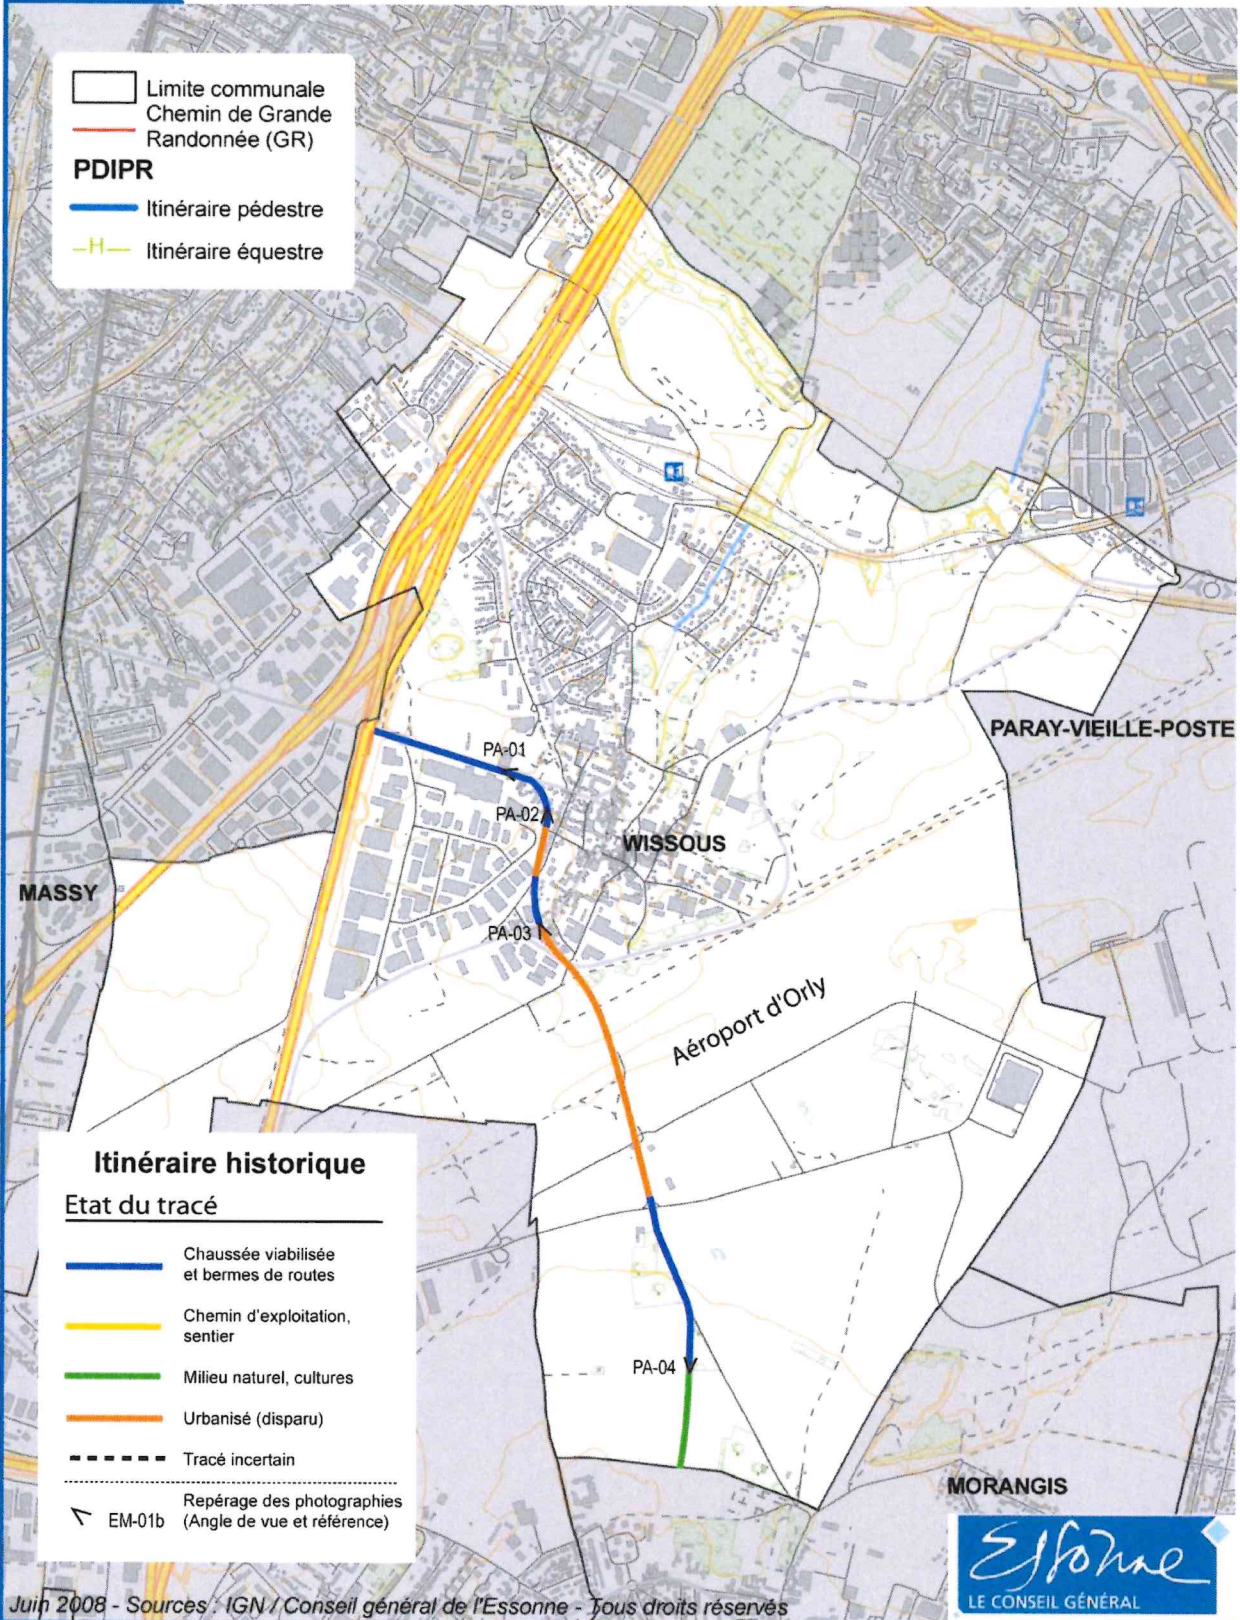 Limite communale
Chemin de Grande
Randonnée (GR)
PDIPR
Itinéraire pédestre
H
Itinéraire équestre
PA-01
PARAY-VIEILLE-POSTE
PA-02
WISSOUS
MASSY
PA-03
Aéroport d'Orly
Itinéraire historique
Etat du tracé
Chaussée viabilisée
et bermes de routes
Chemin d'exploitation,
sentier
Milieu naturel, cultures
Urbanisé (disparu)
Tracé incertain
EM-01b
Repérage des photographies
(Angle de vue et référence)
PA-04
MORANGIS
Essonne
LE CONSEIL GÉNÉRAL
Juin 2008 - Sources : IGN / Conseil général de l'Essonne - Tous droits réservés